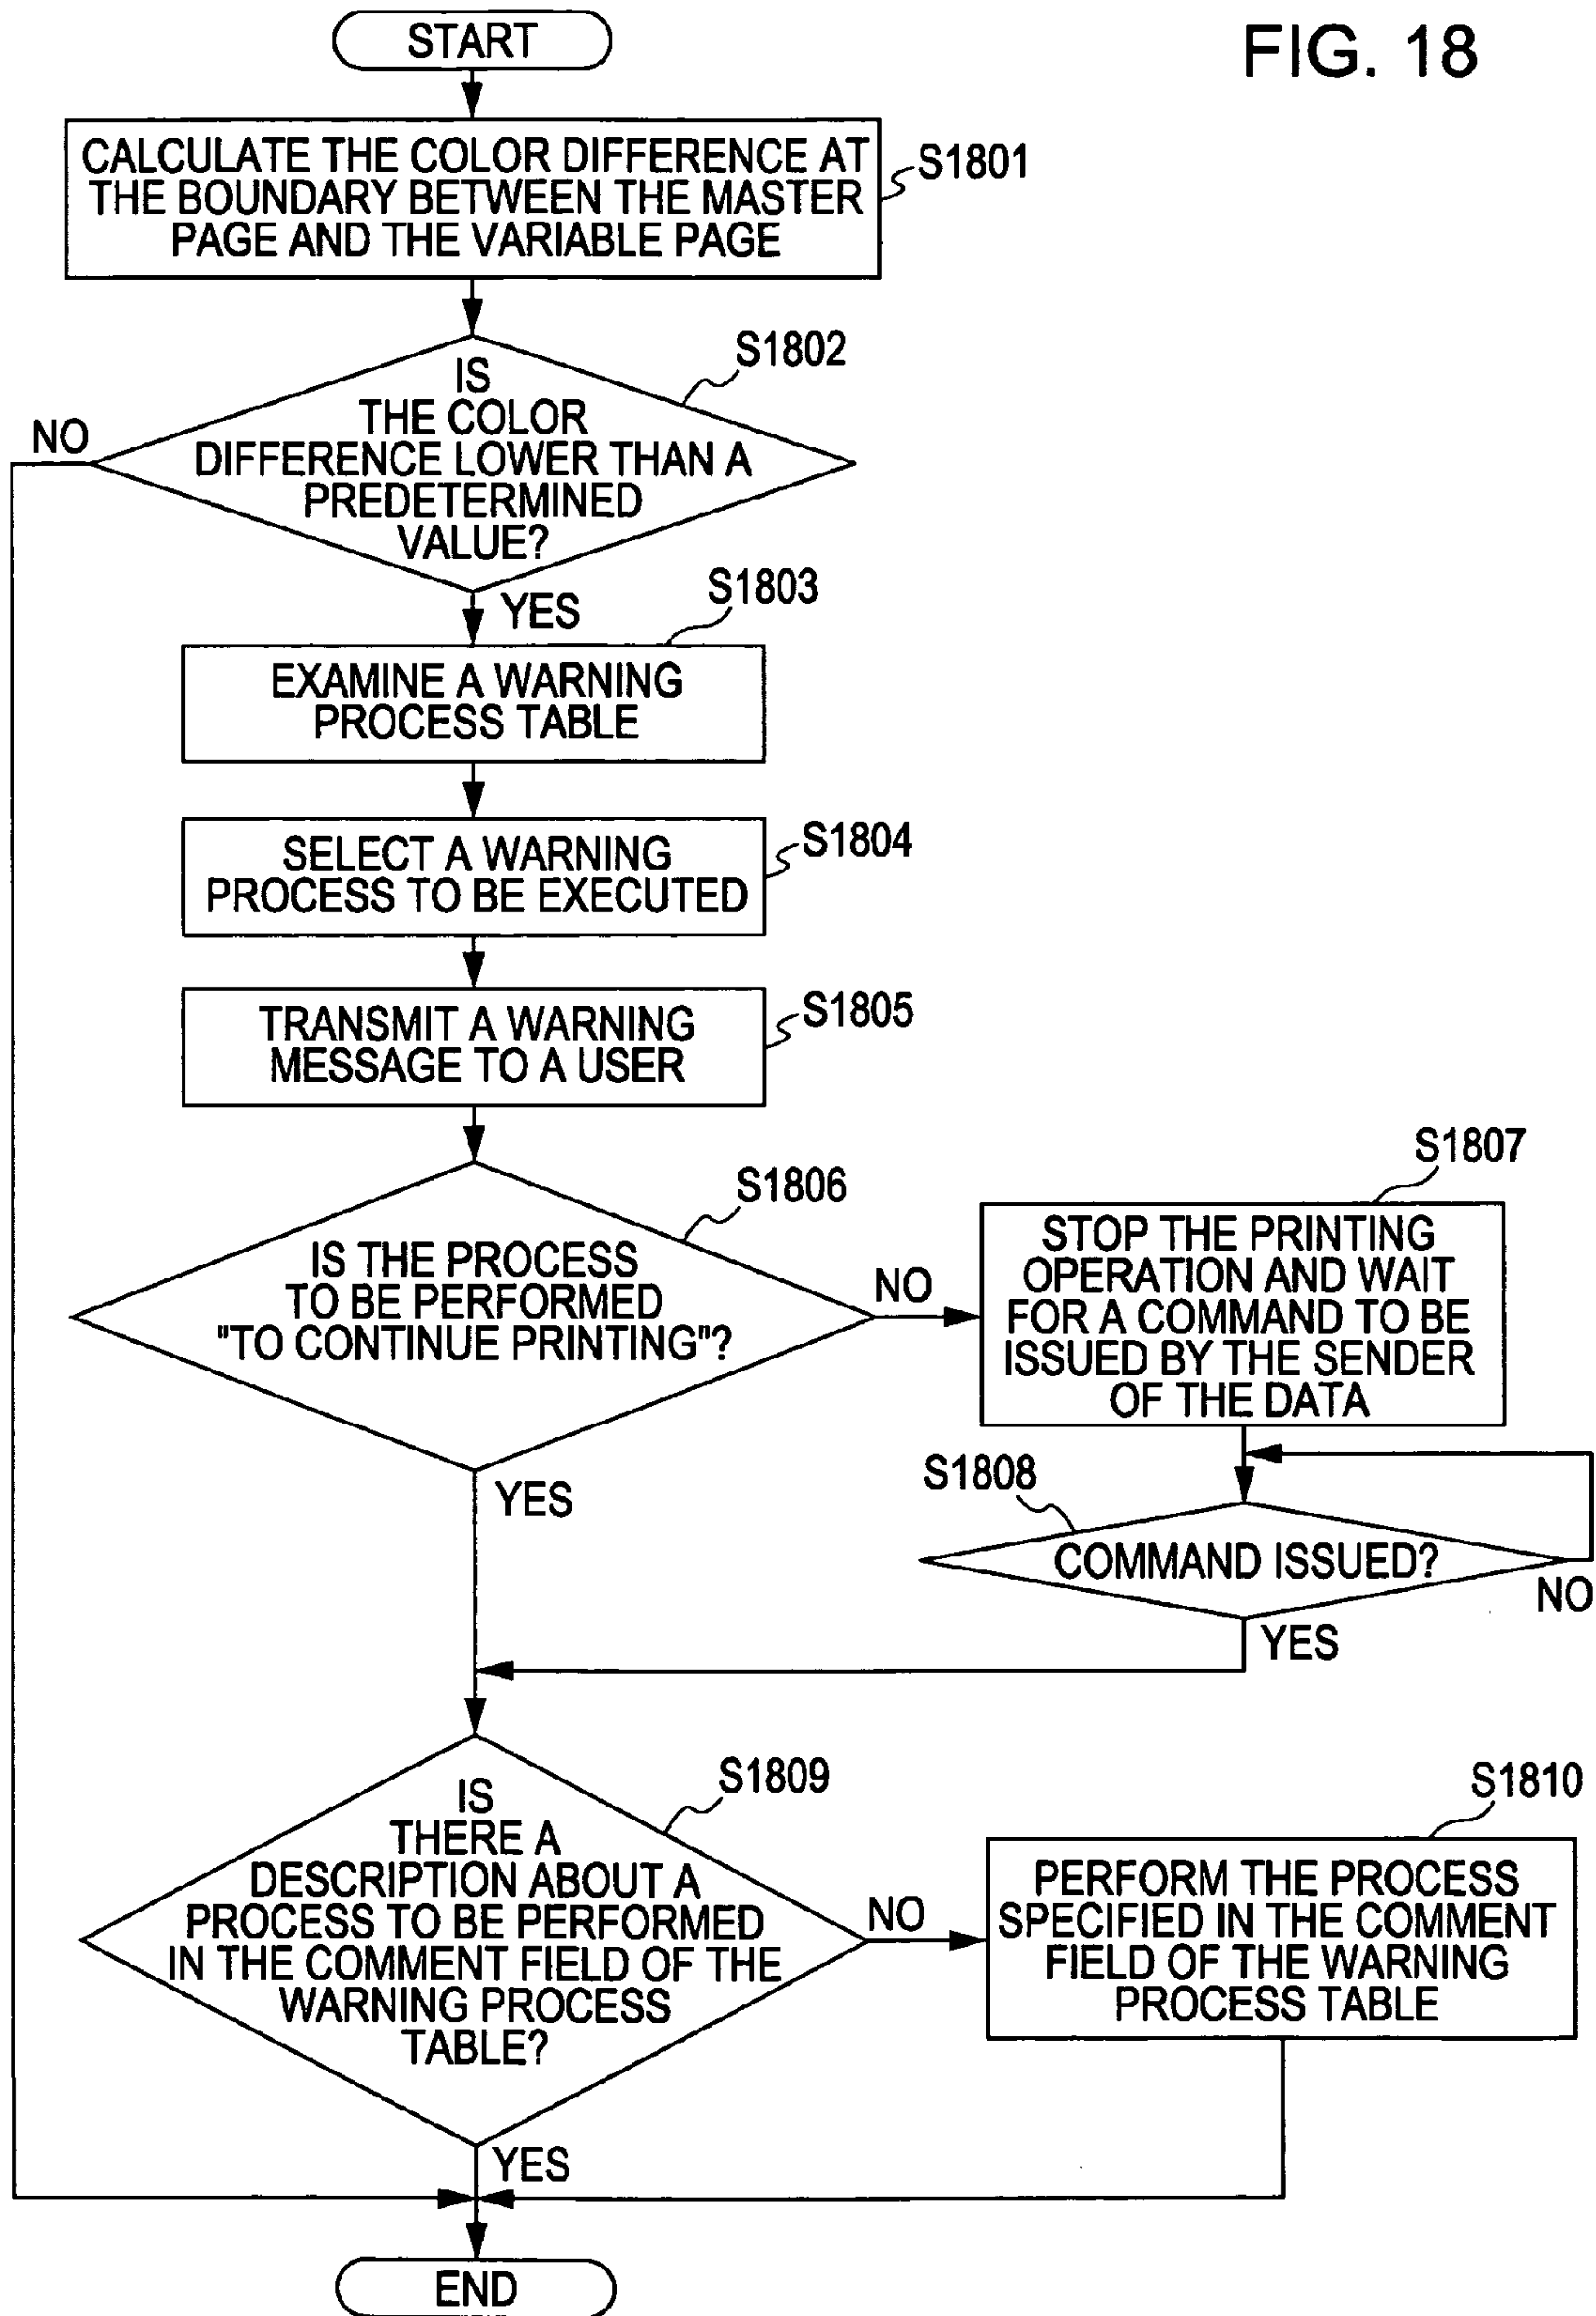 FIG. 18
START
CALCULATE THE COLOR DIFFERENCE AT
THE BOUNDARY BETWEEN THE MASTER
PAGE AND THE VARIABLE PAGE
S1801
S1802
IS
THE COLOR
DIFFERENCE LOWER THAN A
PREDETERMINED
VALUE?
NO
YES
S1803
EXAMINE A WARNING
PROCESS TABLE
SELECT A WARNING
PROCESS TO BE EXECUTED
S1804
TRANSMIT A WARNING
MESSAGE TO A USER
S1805
S1806
IS THE PROCESS
TO BE PERFORMED
"TO CONTINUE PRINTING"?
NO
YES
S1807
STOP THE PRINTING
OPERATION AND WAIT
FOR A COMMAND TO BE
ISSUED BY THE SENDER
OF THE DATA
S1808
COMMAND ISSUED?
NO
YES
S1809
IS
THERE A
DESCRIPTION ABOUT A
PROCESS TO BE PERFORMED
IN THE COMMENT FIELD OF THE
WARNING PROCESS
TABLE?
NO
YES
S1810
PERFORM THE PROCESS
SPECIFIED IN THE COMMENT
FIELD OF THE WARNING
PROCESS TABLE
END